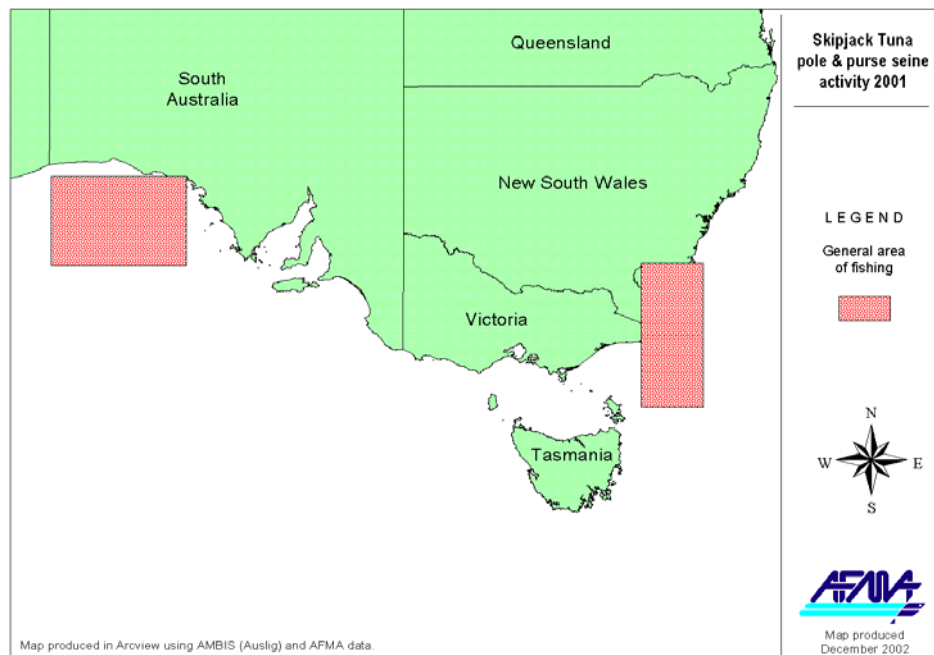 Skipjack Tuna
pole & purse seine
activity 2001
Queensland
South
Australia
New South Wales
Victoria
Tasmania
L E G E N D
General area
of fishing
N
W
E
S
AFMA
Map produced
December 2002
Map produced in Arcview using AMBIS (Auslig) and AFMA data.